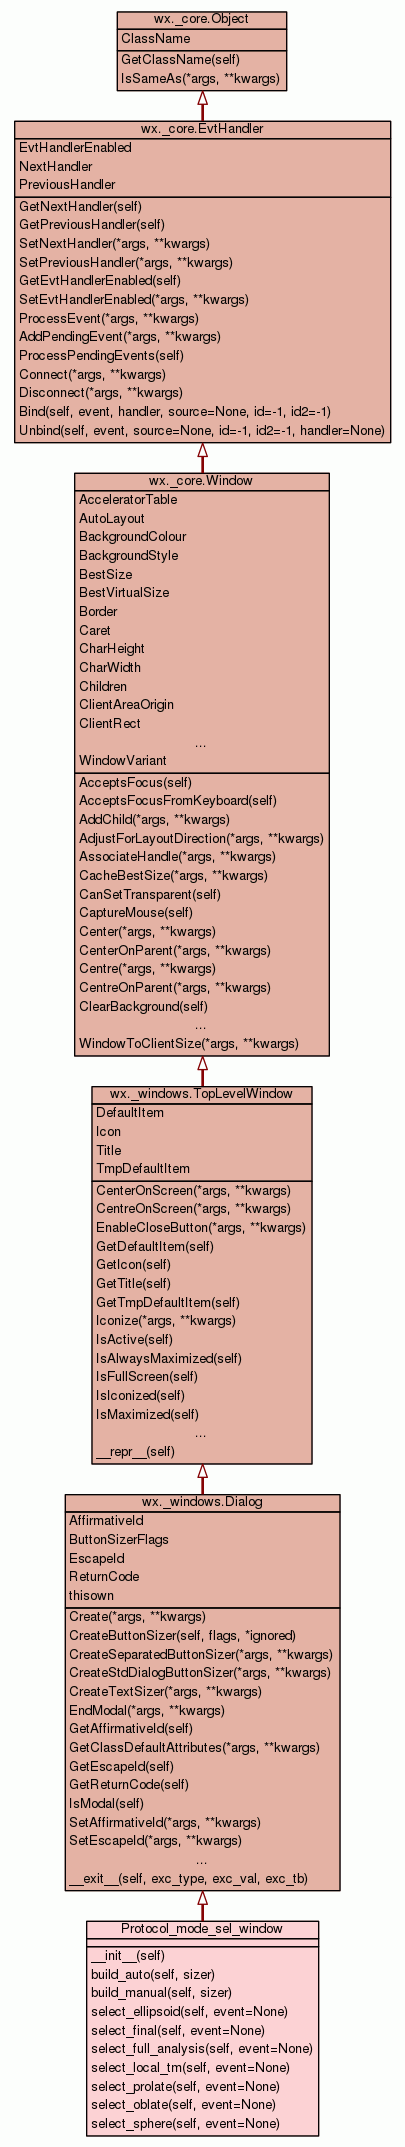 wx._core.Object
ClassName
GetClassName(self)
IsSameAs(*args, **kwargs)
wx._core.EvtHandler
EvtHandlerEnabled
NextHandler
PreviousHandler
GetNextHandler(self)
GetPreviousHandler(self)
SetNextHandler(*args, **kwargs)
SetPreviousHandler(*args, **kwargs)
GetEvtHandlerEnabled(self)
SetEvtHandlerEnabled(*args, **kwargs)
ProcessEvent(*args, **kwargs)
AddPendingEvent(*args, **kwargs)
ProcessPendingEvents(self)
Connect(*args, **kwargs)
Disconnect(*args, **kwargs)
Bind(self, event, handler, source=None, id=-1, id2=-1)
Unbind(self, event, source=None, id=-1, id2=-1, handler=None)
wx._core.Window
AcceleratorTable
AutoLayout
BackgroundColour
BackgroundStyle
BestSize
BestVirtualSize
Border
Caret
CharHeight
CharWidth
Children
ClientAreaOrigin
ClientRect
...
WindowVariant
AcceptsFocus(self)
AcceptsFocusFromKeyboard(self)
AddChild(*args, **kwargs)
AdjustForLayoutDirection(*args, **kwargs)
AssociateHandle(*args, **kwargs)
CacheBestSize(*args, **kwargs)
CanSetTransparent(self)
CaptureMouse(self)
Center(*args, **kwargs)
CenterOnParent(*args, **kwargs)
Centre(*args, **kwargs)
CentreOnParent(*args, **kwargs)
ClearBackground(self)
...
WindowToClientSize(*args, **kwargs)
wx._windows.TopLevelWindow
DefaultItem
Icon
Title
TmpDefaultItem
CenterOnScreen(*args, **kwargs)
CentreOnScreen(*args, **kwargs)
EnableCloseButton(*args, **kwargs)
GetDefaultItem(self)
GetIcon(self)
GetTitle(self)
GetTmpDefaultItem(self)
Iconize(*args, **kwargs)
IsActive(self)
IsAlwaysMaximized(self)
IsFullScreen(self)
IsIconized(self)
IsMaximized(self)
...
__repr__(self)
wx._windows.Dialog
AffirmativeId
ButtonSizerFlags
EscapeId
ReturnCode
thisown
Create(*args, **kwargs)
CreateButtonSizer(self, flags, *ignored)
CreateSeparatedButtonSizer(*args, **kwargs)
CreateStdDialogButtonSizer(*args, **kwargs)
CreateTextSizer(*args, **kwargs)
EndModal(*args, **kwargs)
GetAffirmativeId(self)
GetClassDefaultAttributes(*args, **kwargs)
GetEscapeId(self)
GetReturnCode(self)
IsModal(self)
SetAffirmativeId(*args, **kwargs)
SetEscapeId(*args, **kwargs)
...
__exit__(self, exc_type, exc_val, exc_tb)
Protocol_mode_sel_window
__init__(self)
build_auto(self, sizer)
build_manual(self, sizer)
select_ellipsoid(self, event=None)
select_final(self, event=None)
select_full_analysis(self, event=None)
select_local_tm(self, event=None)
select_prolate(self, event=None)
select_oblate(self, event=None)
select_sphere(self, event=None)